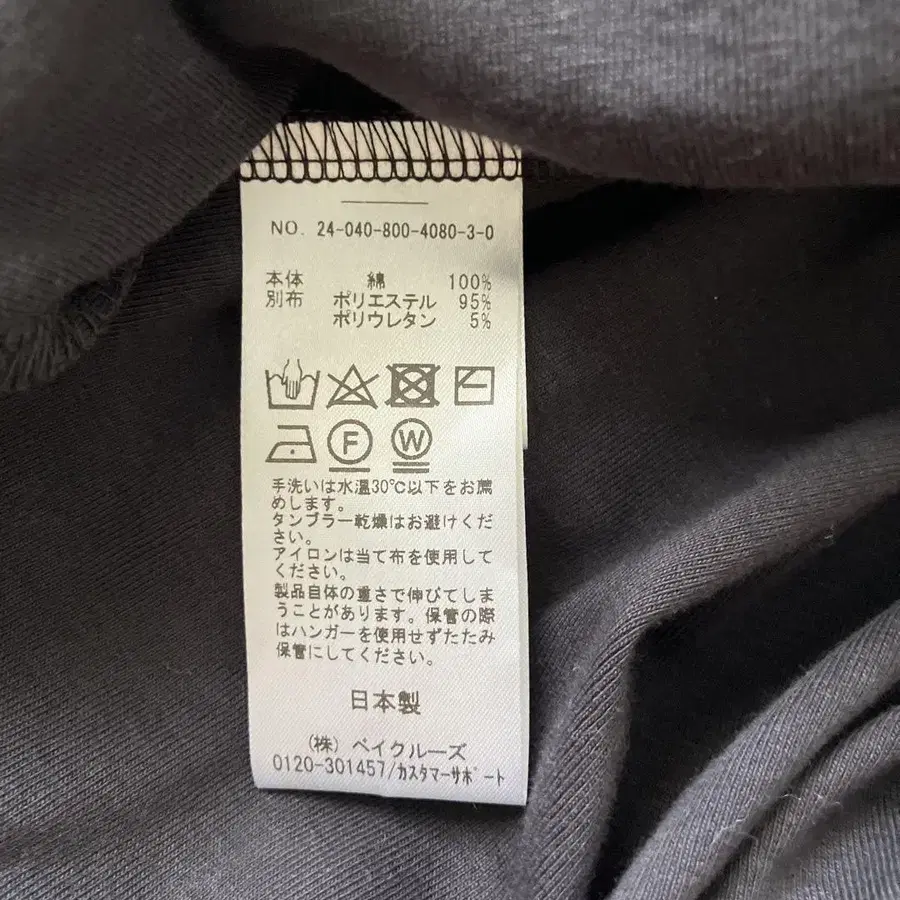 NO. 24-040-800-4080-3-0
本体 綿 100%
別布 ポリエステル 95%
ポリウレタン 5%
F W
手洗いは水温30℃以下をお薦
めします。
タンブラー乾燥はお避けくだ
さい。
アイロンは当て布を使用して
ください。
製品自体の重さで伸びてしま
うことがあります。保管の際
はハンガーを使用せずたたみ
保管にしてください。
日本製
(株) ベイクルーズ
0120-301457/カスタマーサポート